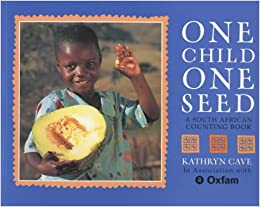 ONE
CHILD
ONE
SEED
A SOUTH AFRICAN
COUNTING BOOK
KATHRYN CAVE
In Association with
Oxfam